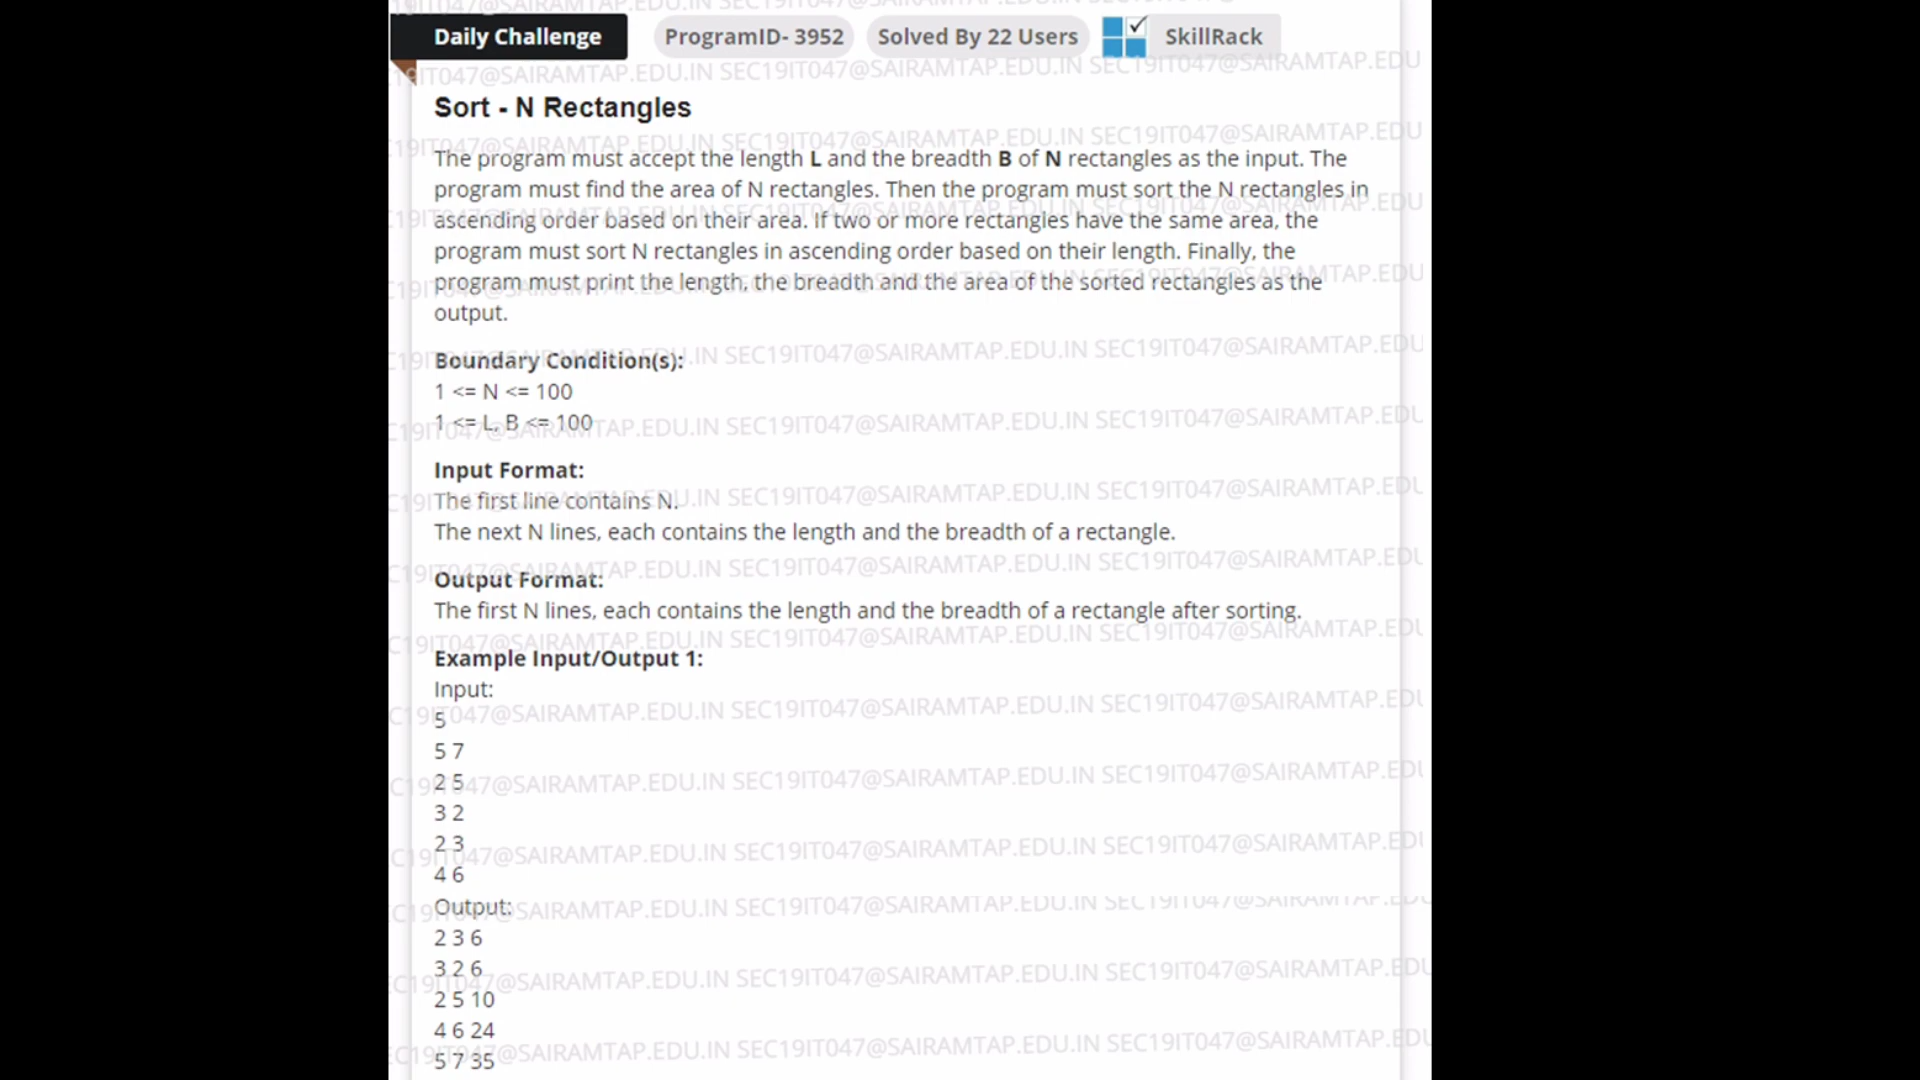 Daily Challenge ProgramID- 3952 Solved By 22 Users SkillRack
Sort - N Rectangles
The program must accept the length L and the breadth B of N rectangles as the input. The
program must find the area of N rectangles. Then the program must sort the N rectangles in
ascending order based on their area. If two or more rectangles have the same area, the
program must sort N rectangles in ascending order based on their length. Finally, the
program must print the length, the breadth and the area of the sorted rectangles as the
output.
Boundary Condition(s):
1 <= N <= 100
1 <= L, B <= 100
Input Format:
The first line contains N.
The next N lines, each contains the length and the breadth of a rectangle.
Output Format:
The first N lines, each contains the length and the breadth of a rectangle after sorting.
Example Input/Output 1:
Input:
5
5 7
2 5
3 2
2 3
4 6
Output:
2 3 6
3 2 6
2 5 10
4 6 24
5 7 35
SEC19IT047@SAIRAMTAP.EDU.IN